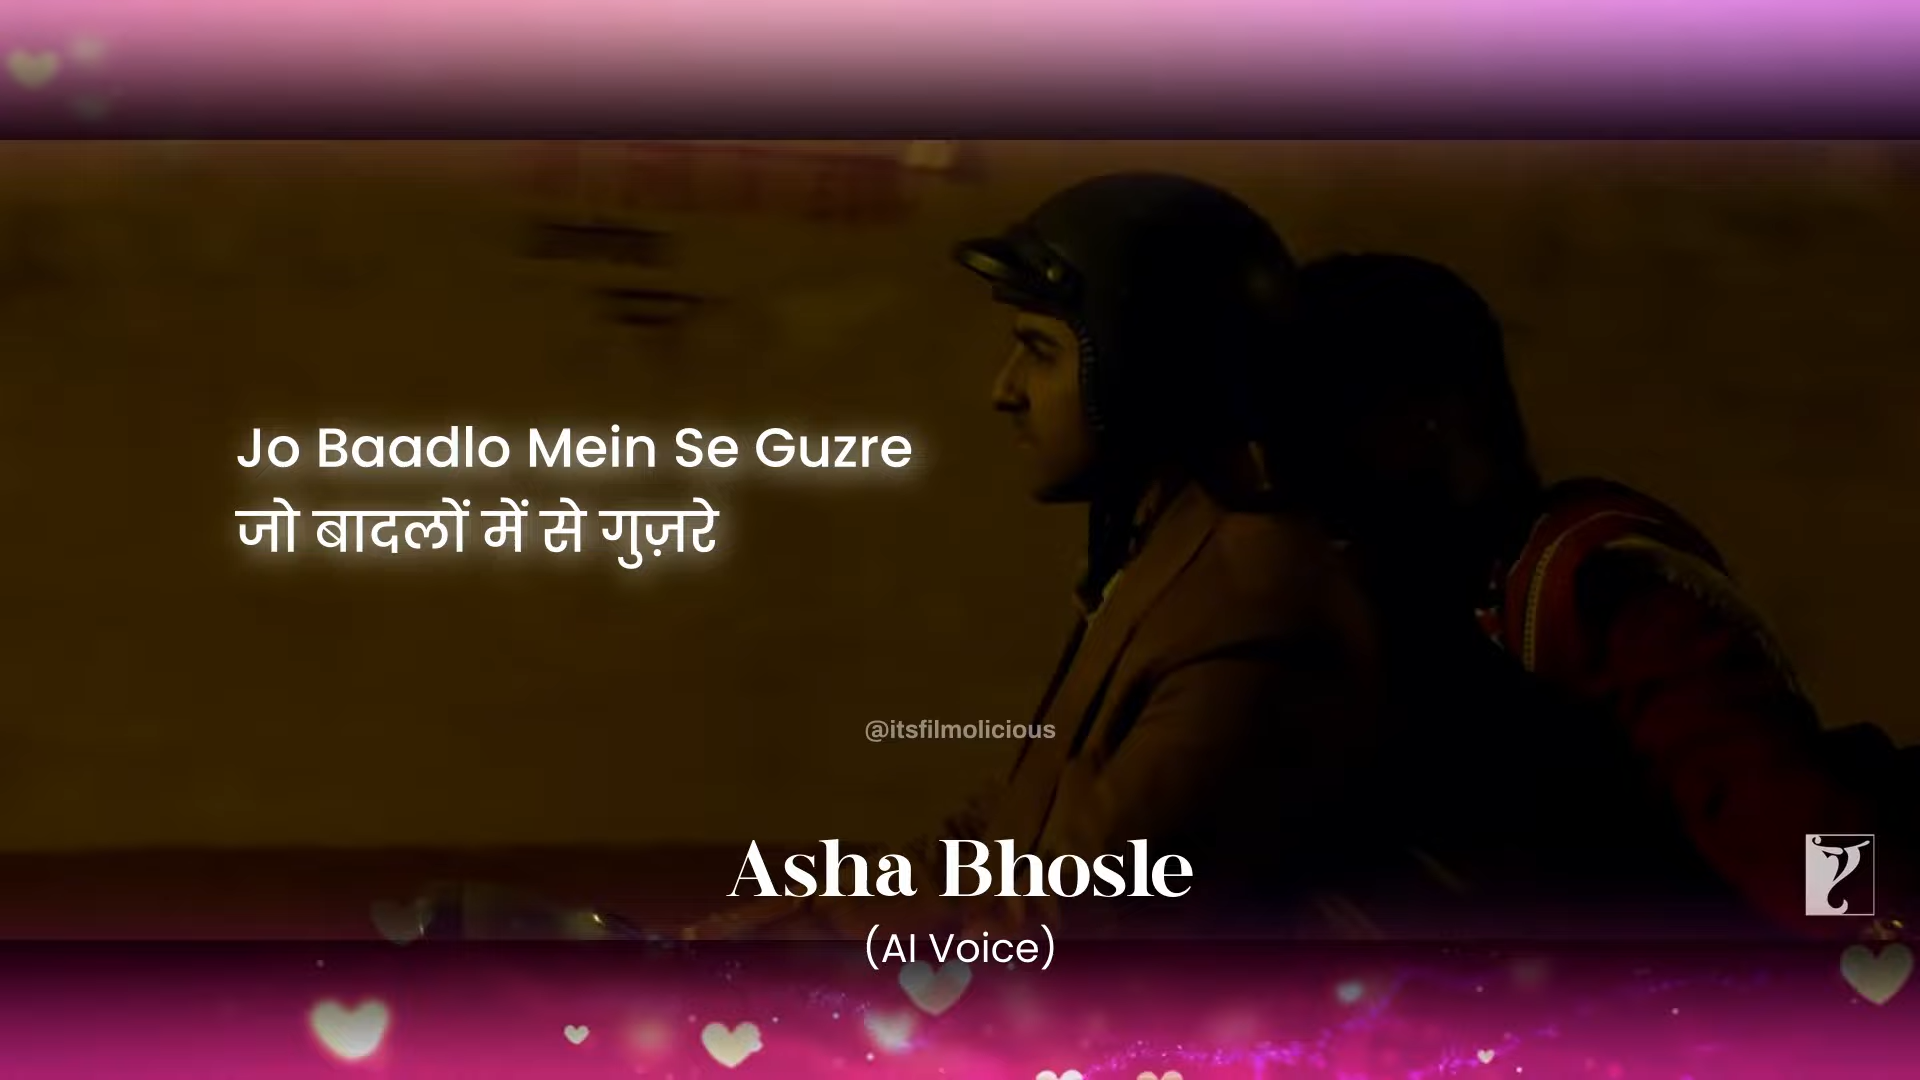 Jo Baadlo Mein Se Guzre
जो बादलों में से गुज़रे
@itsfilmolicious
Asha Bhosle
(AI Voice)